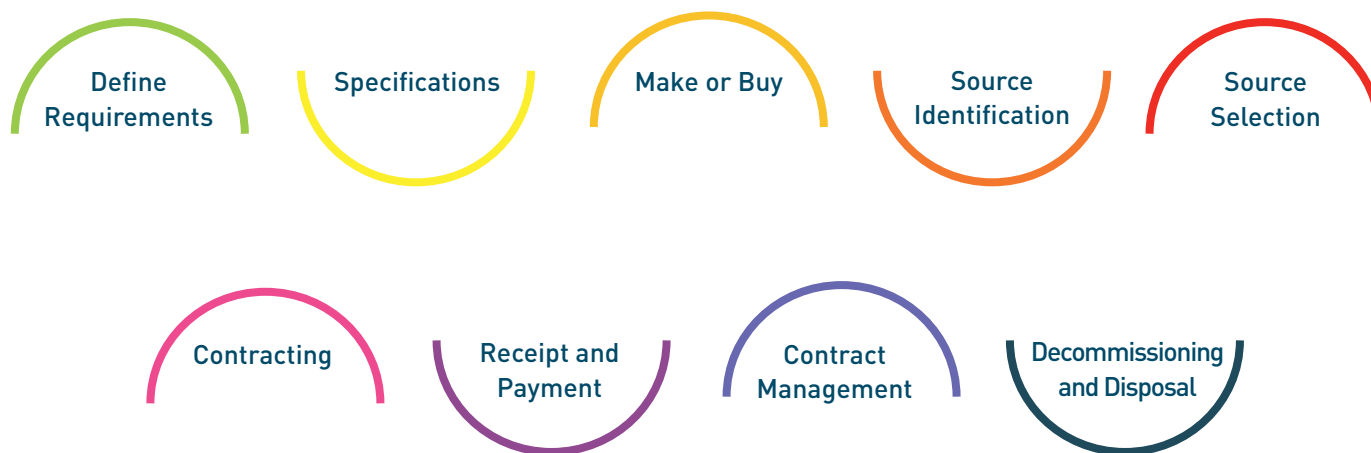 Define
Requirements
Specifications
Make or Buy
Source
Identification
Source
Selection
Contracting
Receipt and
Payment
Contract
Management
Decommissioning
and Disposal